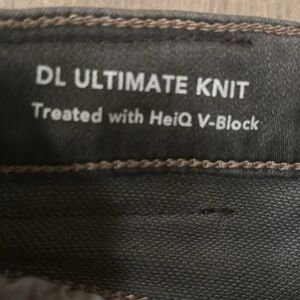 DL ULTIMATE KNIT
Treated with HeiQ V-Block